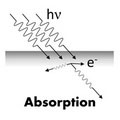 hν
e-
Absorption